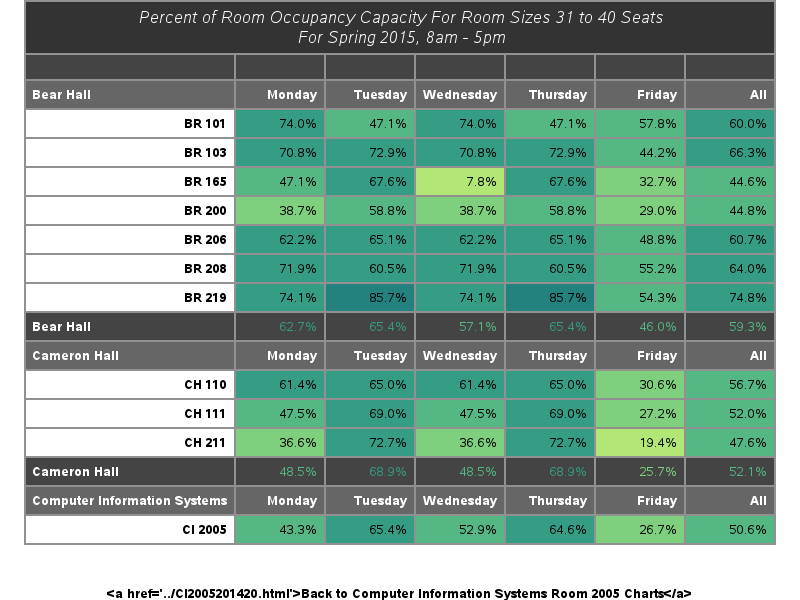 Percent of Room Occupancy Capacity For Room Sizes 31 to 40 Seats
For Spring 2015, 8am - 5pm
Bear Hall Monday Tuesday Wednesday Thursday Friday All
BR 101 74.0% 47.1% 74.0% 47.1% 57.8% 60.0%
BR 103 70.8% 72.9% 70.8% 72.9% 44.2% 66.3%
BR 165 47.1% 67.6% 7.8% 67.6% 32.7% 44.6%
BR 200 38.7% 58.8% 38.7% 58.8% 29.0% 44.8%
BR 206 62.2% 65.1% 62.2% 65.1% 48.8% 60.7%
BR 208 71.9% 60.5% 71.9% 60.5% 55.2% 64.0%
BR 219 74.1% 85.7% 74.1% 85.7% 54.3% 74.8%
Bear Hall 62.7% 65.4% 57.1% 65.4% 46.0% 59.3%
Cameron Hall Monday Tuesday Wednesday Thursday Friday All
CH 110 61.4% 65.0% 61.4% 65.0% 30.6% 56.7%
CH 111 47.5% 69.0% 47.5% 69.0% 27.2% 52.0%
CH 211 36.6% 72.7% 36.6% 72.7% 19.4% 47.6%
Cameron Hall 48.5% 68.9% 48.5% 68.9% 25.7% 52.1%
Computer Information Systems Monday Tuesday Wednesday Thursday Friday All
CI 2005 43.3% 65.4% 52.9% 64.6% 26.7% 50.6%
<a href='../CI2005201420.html'>Back to Computer Information Systems Room 2005 Charts</a>